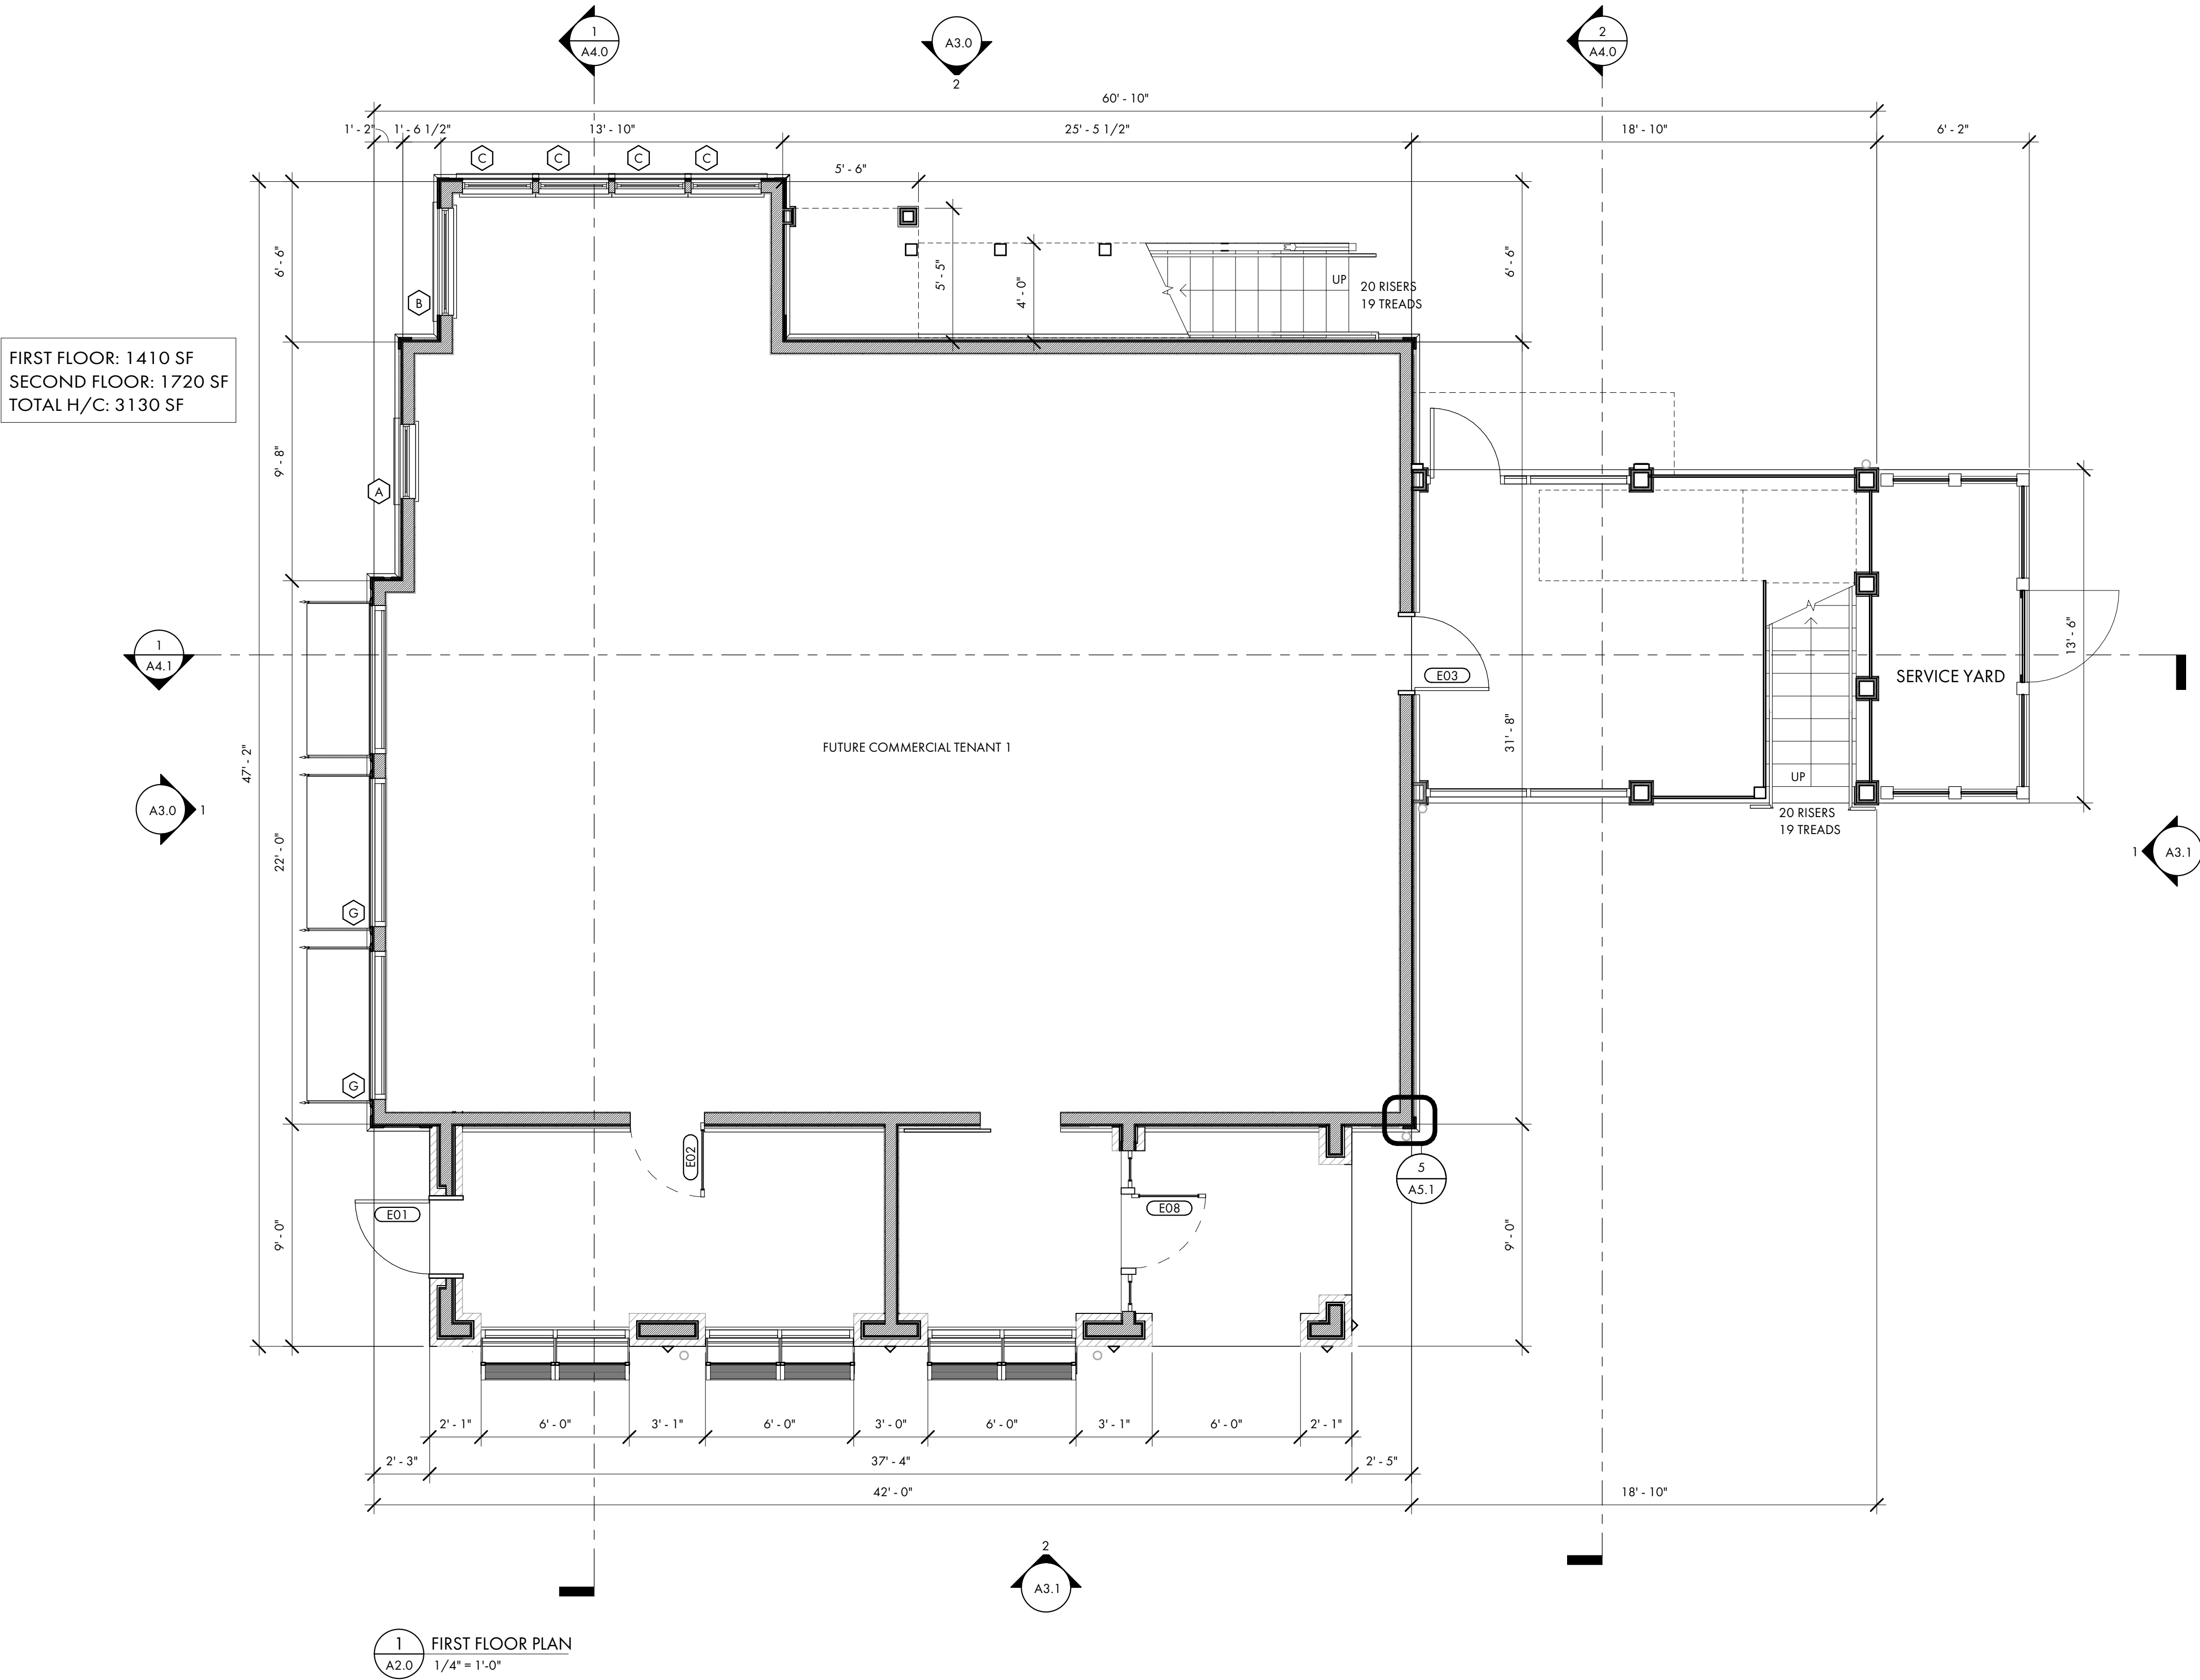 1
A4.0
A3.0
2
2
A4.0
60' - 10"
1' - 2"
1' - 6 1/2"
13' - 10"
25' - 5 1/2"
18' - 10"
6' - 2"
C
C
C
C
5' - 6"
6' - 6"
B
5' - 5"
4' - 0"
UP
20 RISERS
19 TREADS
6' - 6"
FIRST FLOOR: 1410 SF
SECOND FLOOR: 1720 SF
TOTAL H/C: 3130 SF
9' - 8"
A
1
A4.1
E03
SERVICE YARD
13' - 6"
47' - 2"
FUTURE COMMERCIAL TENANT 1
31' - 8"
UP
A3.0
1
20 RISERS
19 TREADS
22' - 0"
1
A3.1
G
G
E02
5
A5.1
E01
E08
9' - 0"
9' - 0"
2' - 1"
6' - 0"
3' - 1"
6' - 0"
3' - 0"
6' - 0"
3' - 1"
6' - 0"
2' - 1"
2' - 3"
37' - 4"
2' - 5"
42' - 0"
18' - 10"
2
A3.1
1
A2.0
FIRST FLOOR PLAN
1/4" = 1'-0"